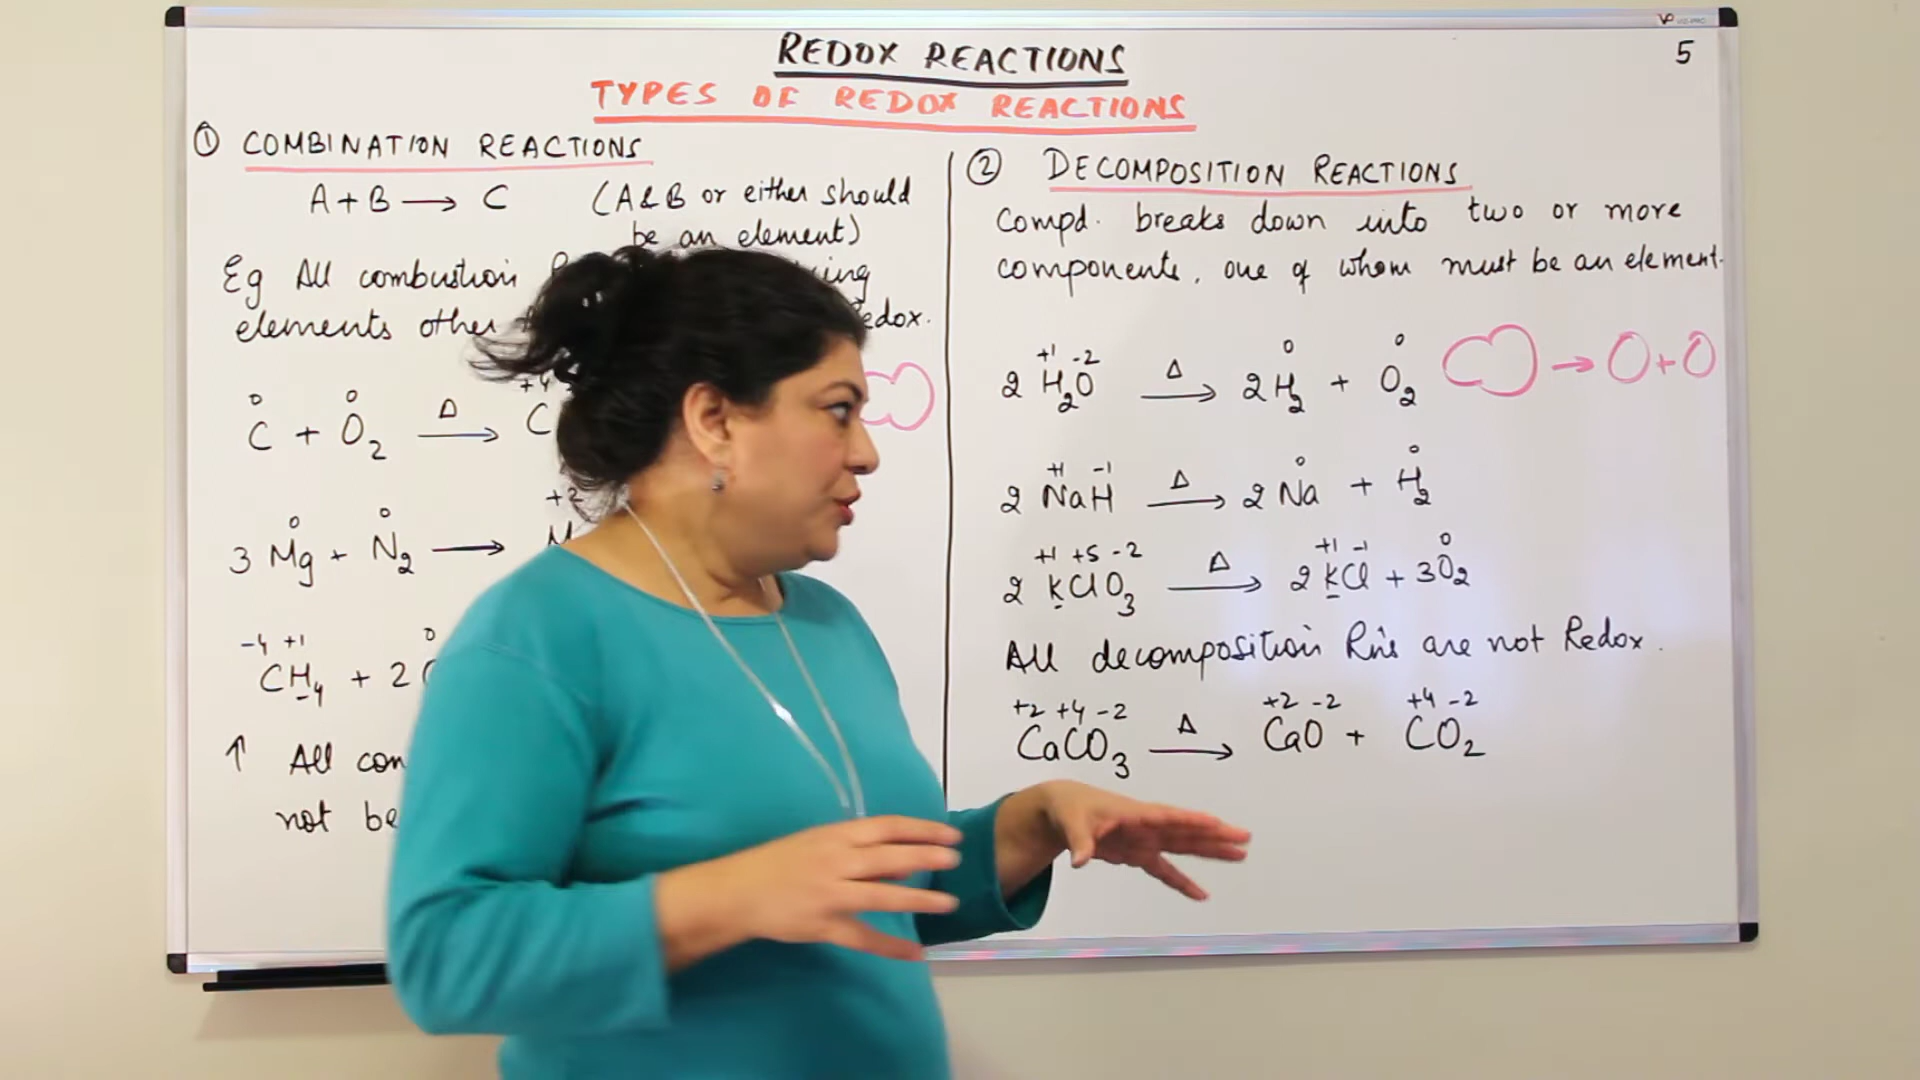 REDOX REACTIONS
5
TYPES OF REDOX REACTIONS
① COMBINATION REACTIONS
A + B → C (A & B or either should
be an element)
Eg All combustion
elements other edox.
0 0 +4
C + O₂ Δ→ C
0 0 +2
3 Mg + N₂ →
-4 +1 0
CH₄ + 2
↑ All com
not be
② DECOMPOSITION REACTIONS
Compd. breaks down into two or more
components, one of whom must be an element.
+1 -2 0 0
2 H₂O Δ→ 2 H₂ + O₂ → O + O
+1 -1 0 0
2 NaH Δ→ 2 Na + H₂
+1 +5 -2 +1 -1 0
2 KClO₃ Δ→ 2 KCl + 3O₂
All decomposition Rns are not Redox.
+2 +4 -2 +2 -2 +4 -2
CaCO₃ Δ→ CaO + CO₂